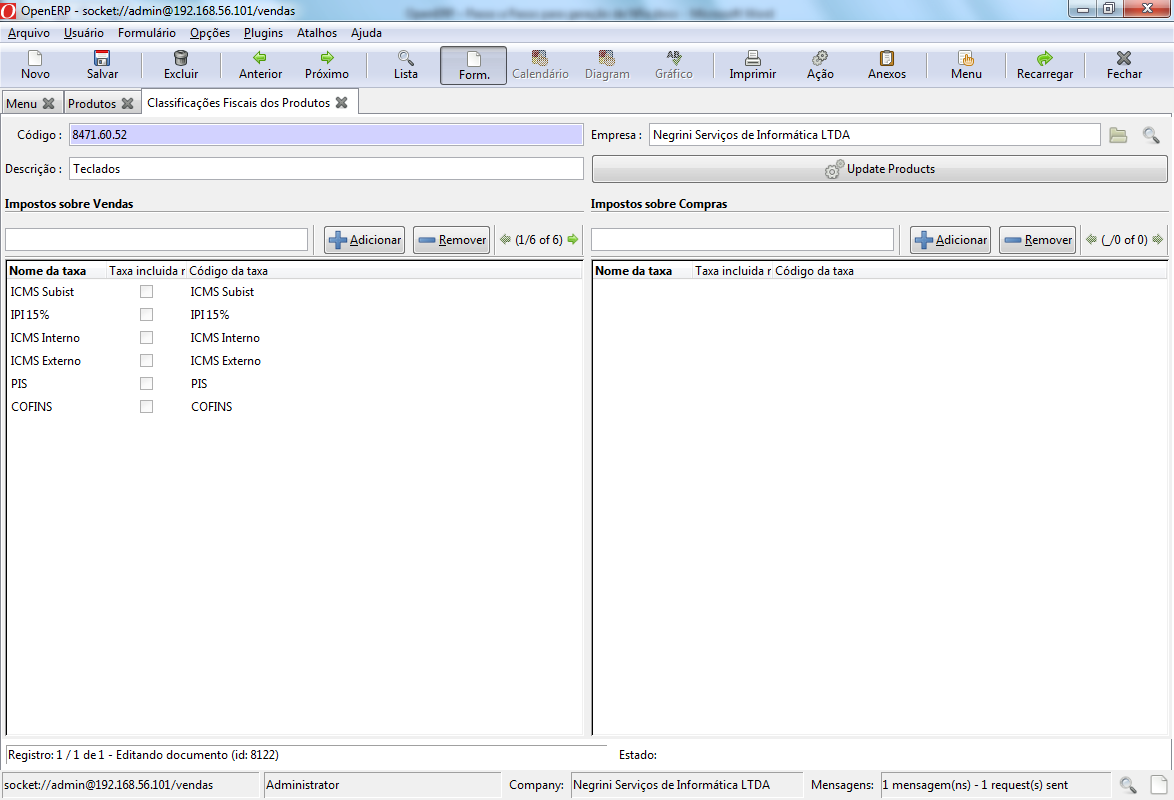 OpenERP - socket://admin@192.168.56.101/vendas
Arquivo Usuário Formulário Opções Plugins Atalhos Ajuda
Novo Salvar Excluir Anterior Próximo Lista Form. Calendário Diagram Gráfico Imprimir Ação Anexos Menu Recarregar Fechar
Menu Produtos Classificações Fiscais dos Produtos
Código : 8471.60.52 Empresa : Negrini Serviços de Informática LTDA
Descrição : Teclados Update Products
Impostos sobre Vendas Impostos sobre Compras
Adicionar Remover (1/6 of 6) Adicionar Remover (_/0 of 0)
Nome da taxa Taxa incluida r Código da taxa Nome da taxa Taxa incluida r Código da taxa
ICMS Subist ICMS Subist
IPI 15% IPI 15%
ICMS Interno ICMS Interno
ICMS Externo ICMS Externo
PIS PIS
COFINS COFINS
Registro: 1 / 1 de 1 - Editando documento (id: 8122) Estado:
socket://admin@192.168.56.101/vendas Administrator Company: Negrini Serviços de Informática LTDA Mensagens: 1 mensagem(ns) - 1 request(s) sent